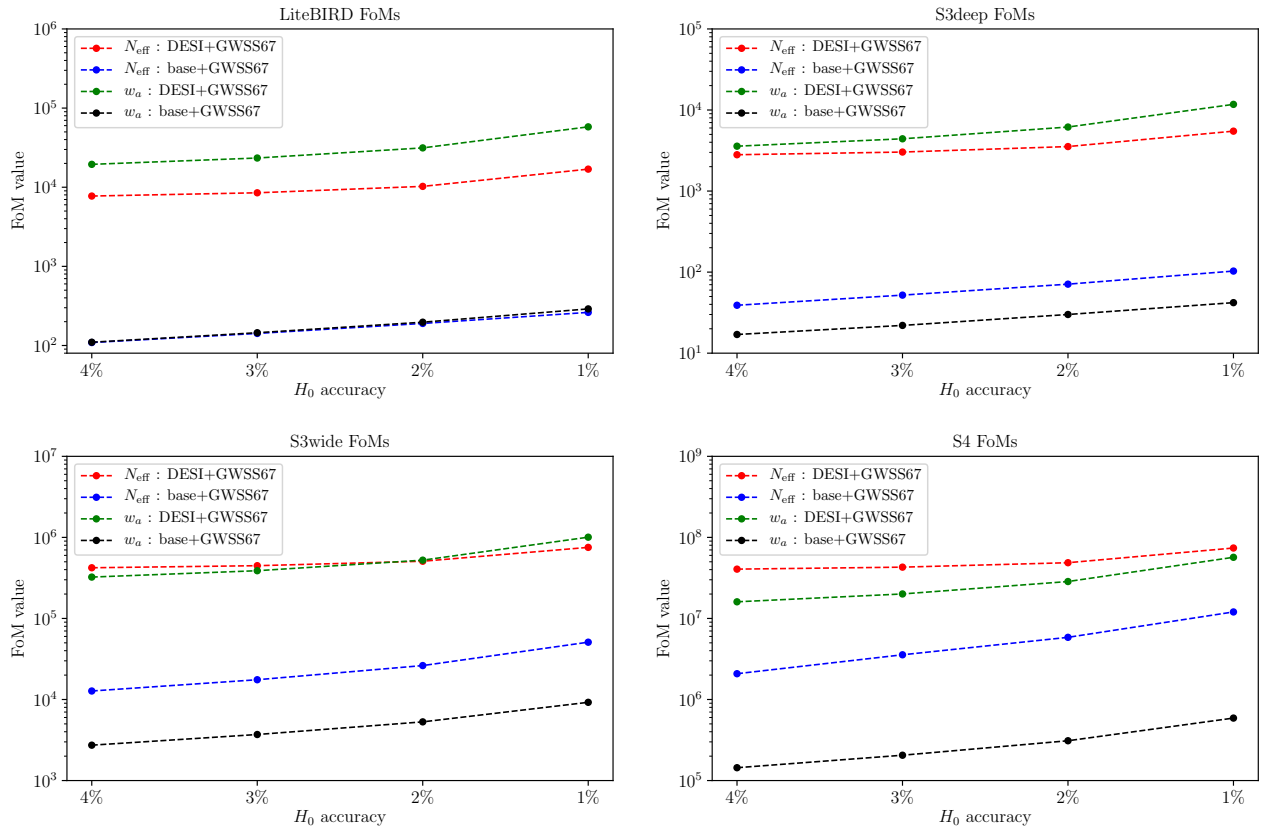 LiteBIRD FoMs
10^6
10^5
10^4
10^3
10^2
FoM value
N_eff : DESI+GWSS67
N_eff : base+GWSS67
w_a : DESI+GWSS67
w_a : base+GWSS67
4% 3% 2% 1%
H_0 accuracy
S3deep FoMs
10^5
10^4
10^3
10^2
10^1
FoM value
N_eff : DESI+GWSS67
N_eff : base+GWSS67
w_a : DESI+GWSS67
w_a : base+GWSS67
4% 3% 2% 1%
H_0 accuracy
S3wide FoMs
10^7
10^6
10^5
10^4
10^3
FoM value
N_eff : DESI+GWSS67
N_eff : base+GWSS67
w_a : DESI+GWSS67
w_a : base+GWSS67
4% 3% 2% 1%
H_0 accuracy
S4 FoMs
10^9
10^8
10^7
10^6
10^5
FoM value
N_eff : DESI+GWSS67
N_eff : base+GWSS67
w_a : DESI+GWSS67
w_a : base+GWSS67
4% 3% 2% 1%
H_0 accuracy